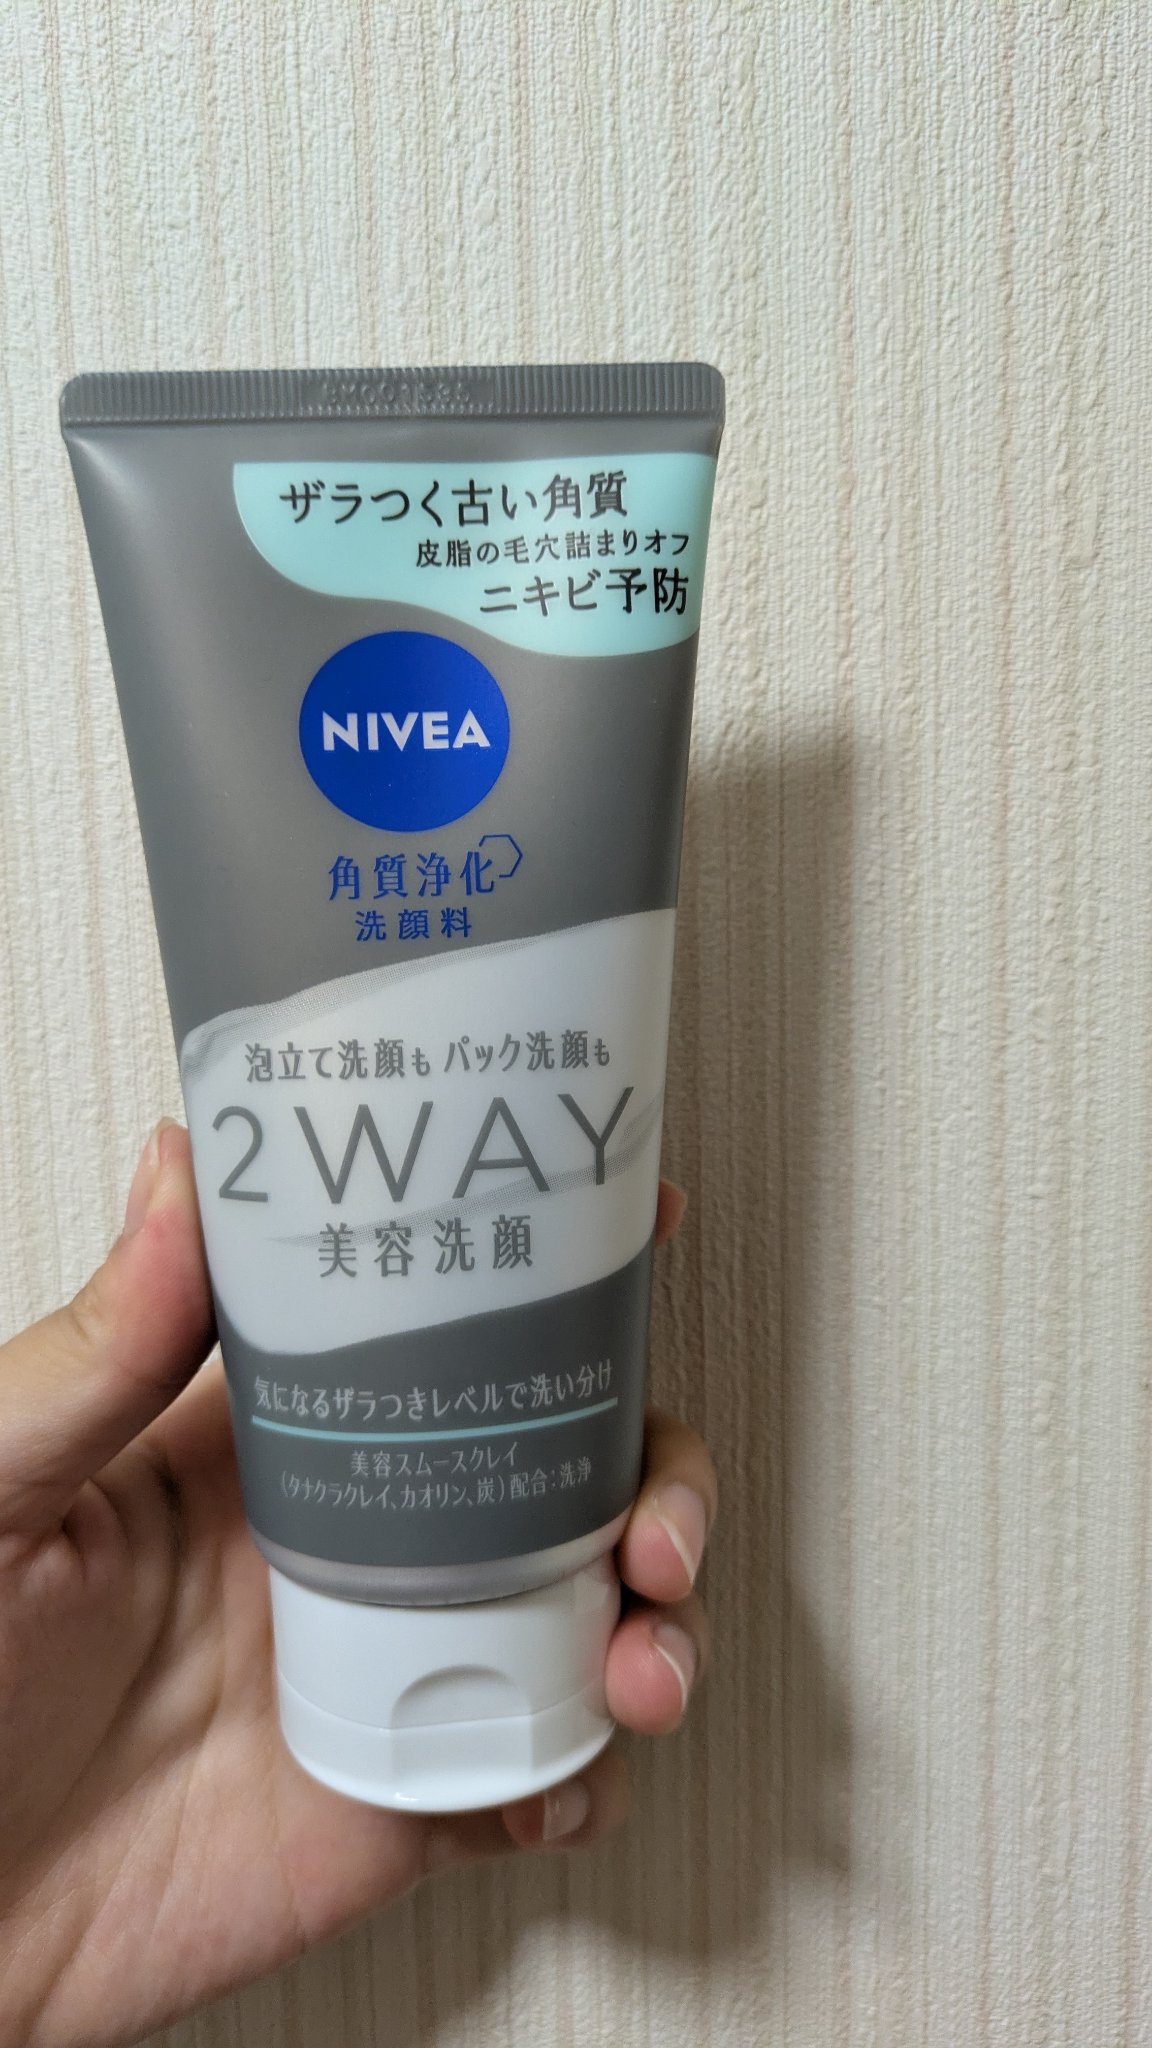 ザラつく古い角質
皮脂の毛穴詰まりオフ
ニキビ予防
NIVEA
角質浄化
洗顔料
泡立て洗顔も パック洗顔も
2WAY
美容洗顔
気になるザラつきレベルで洗い分け
美容スムースクレイ
(タナクラクレイ、カオリン、炭)配合:洗浄